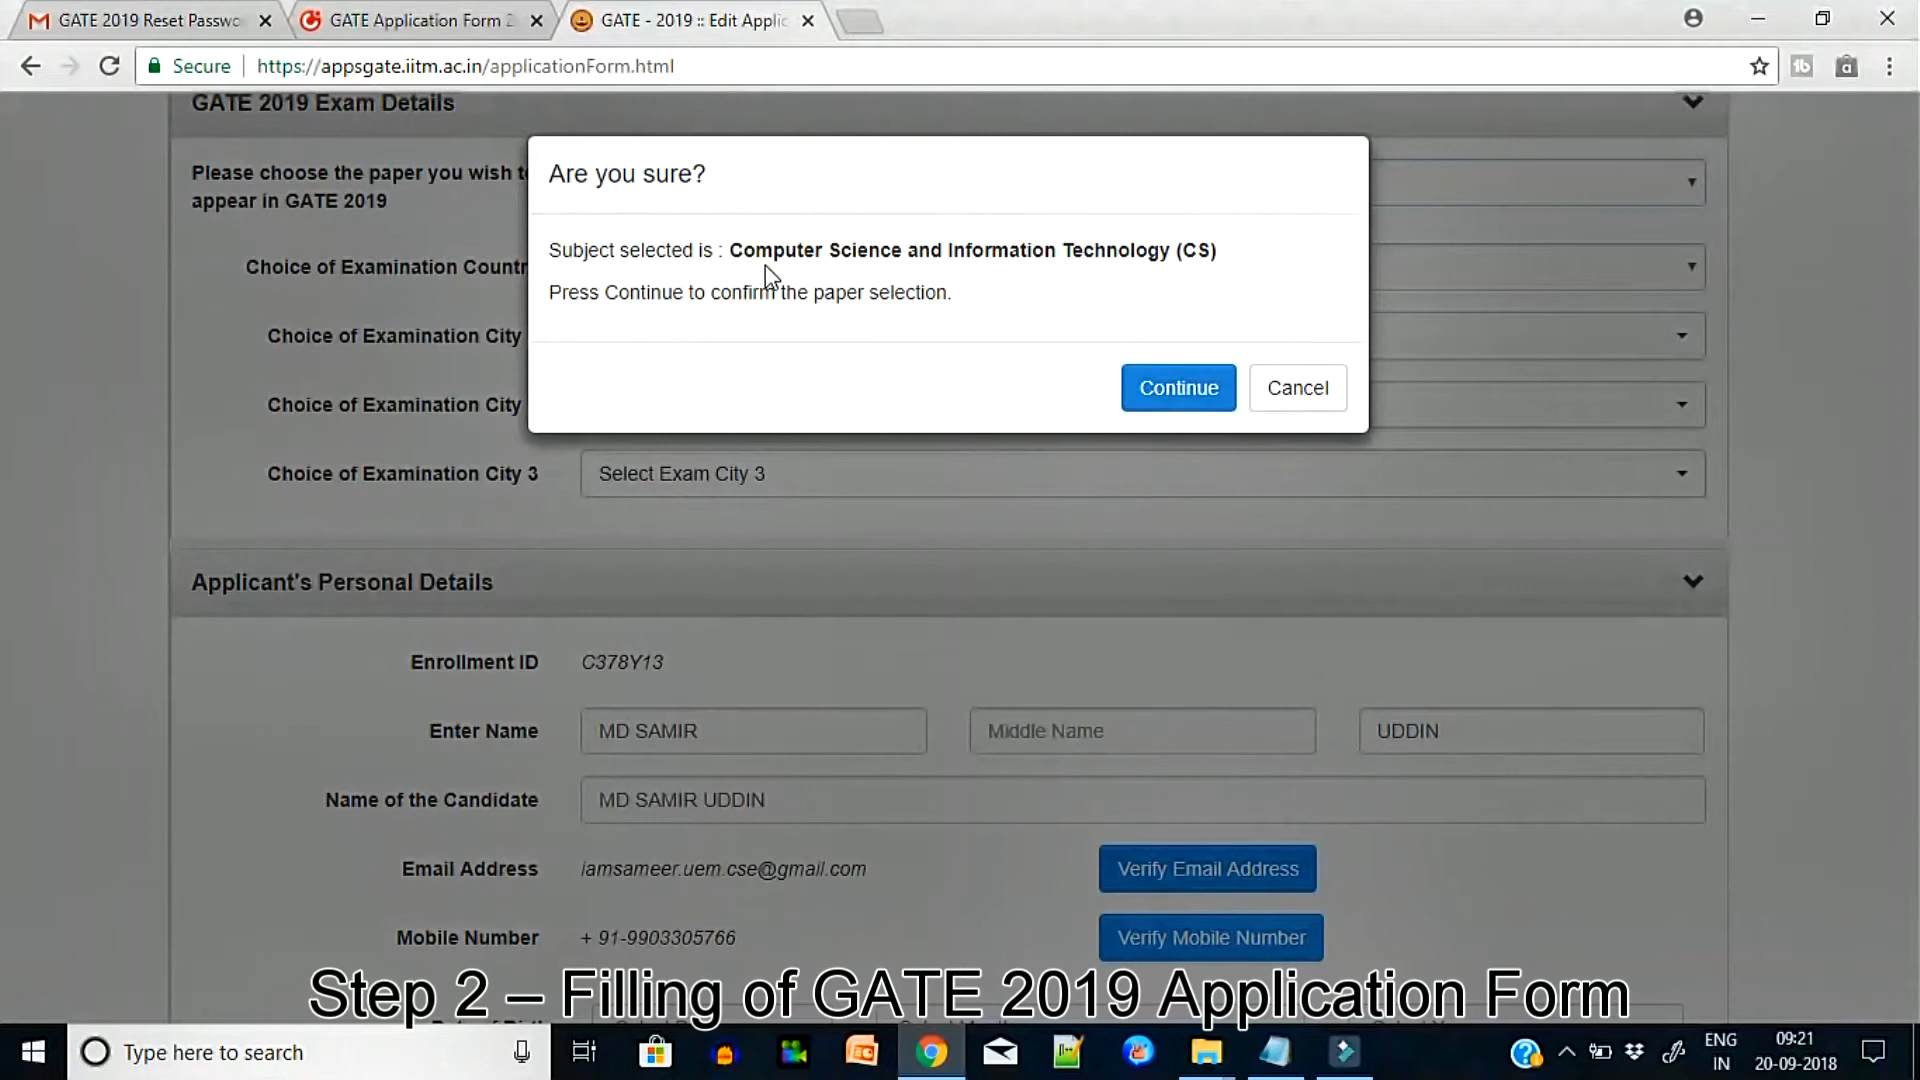 GATE 2019 Reset Passwo
GATE Application Form 2
GATE - 2019 :: Edit Applic
Secure
https://appsgate.iitm.ac.in/applicationForm.html
GATE 2019 Exam Details
Please choose the paper you wish to
appear in GATE 2019
Choice of Examination Countr
Choice of Examination City
Choice of Examination City
Choice of Examination City 3
Select Exam City 3
Are you sure?
Subject selected is : Computer Science and Information Technology (CS)
Press Continue to confirm the paper selection.
Continue
Cancel
Applicant's Personal Details
Enrollment ID
C378Y13
Enter Name
MD SAMIR
Middle Name
UDDIN
Name of the Candidate
MD SAMIR UDDIN
Email Address
iamsameer.uem.cse@gmail.com
Verify Email Address
Mobile Number
+ 91-9903305766
Verify Mobile Number
Step 2 – Filling of GATE 2019 Application Form
Type here to search
ENG
IN
09:21
20-09-2018